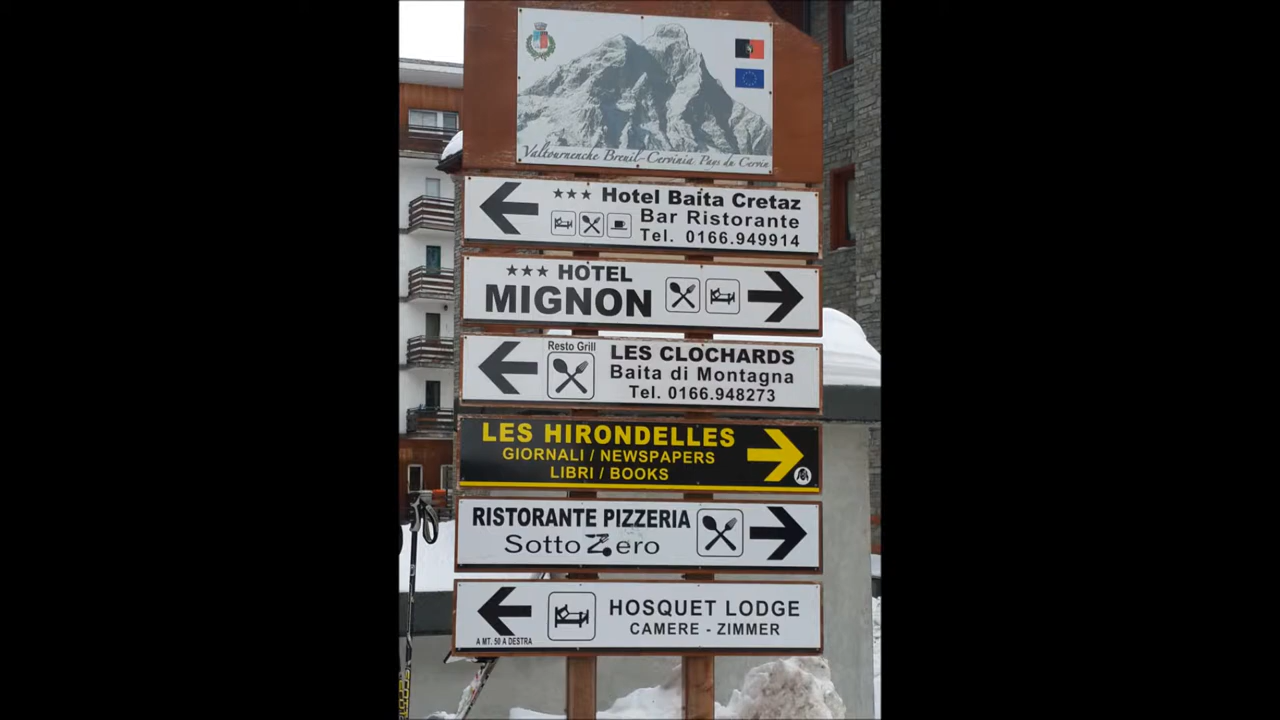 Valtournenche Breuil-Cervinia Pays du Cervin
*** Hotel Baita Cretaz
Bar Ristorante
Tel. 0166.949914
*** HOTEL
MIGNON
Resto Grill
LES CLOCHARDS
Baita di Montagna
Tel. 0166.948273
LES HIRONDELLES
GIORNALI / NEWSPAPERS
LIBRI / BOOKS
RISTORANTE PIZZERIA
Sotto Zero
HOSQUET LODGE
CAMERE - ZIMMER
A MT. 50 A DESTRA